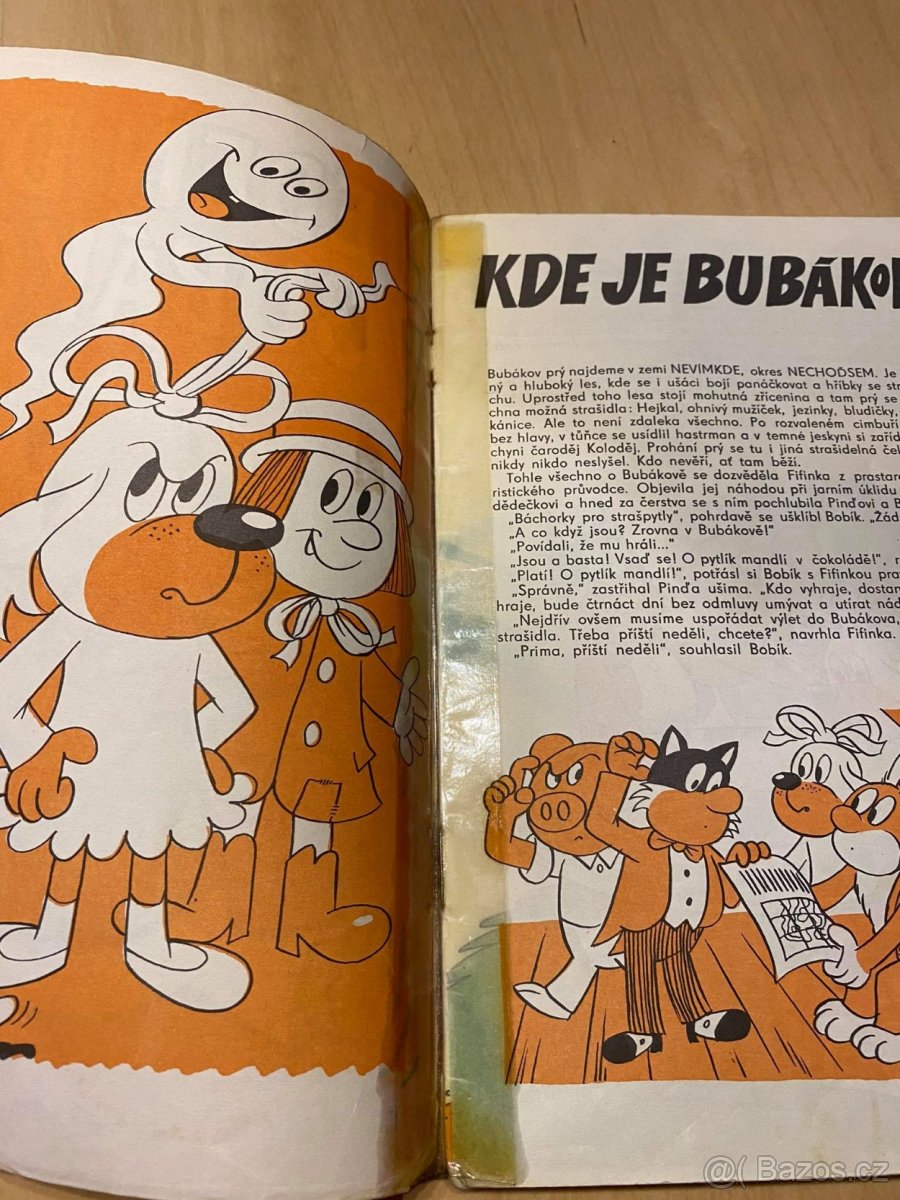 KDE JE BUBÁKOV
Bubákov prý najdeme v zemi NEVIMKDE, okres NECHOĎSEM. Je
ný a hluboký les, kde se i ušáci bojí panáčkovat a hřibky se str
chu. Uprostřed toho lesa stojí mohutná zřícenina a tam prý se
chna možná strašidla: Hejkal, ohnivý mužíček, jezinky, bludičky,
kánice. Ale to není zdaleka všechno. Po rozvaleném cimbuří
bez hlavy, v tůňce se usídlil hastrman a v temné jeskyni si zaříd
chyni čaroděj Koloděj. Prohání prý se tu i jiná strašidelná čel
nikdy nikdo neslyšel. Kdo nevěří, ať tam běží.
Tohle všechno o Bubákově se dozvěděla Fifinka z prastaré
ristického průvodce. Objevila jej náhodou při jarním úklidu
dědečkovi a hned za čerstva se s ním pochlubila Pinďovi a B
„Báchorky pro strašpytly", pohrdavě se ušklíbl Bobík. „Žád
„A co když jsou? Zrovna v Bubákově!"
„Povídali, že mu hráli..."
„Jsou a basta! Vsaď se! O pytlík mandlí v čokoládě!", r
„Platí! O pytlík mandlí!", potřásl si Bobík s Fifinkou pra
„Správně," zastříhal Pinďa ušima. „Kdo vyhraje, dostan
hraje, bude čtrnáct dní bez odmluvy umývat a utírat nád
„Nejdřív ovšem musíme uspořádat výlet do Bubákova,
strašidla. Třeba příští neděli, chcete?", navrhla Fifinka.
„Prima, příští neděli", souhlasil Bobík.
@( Bazos.cz